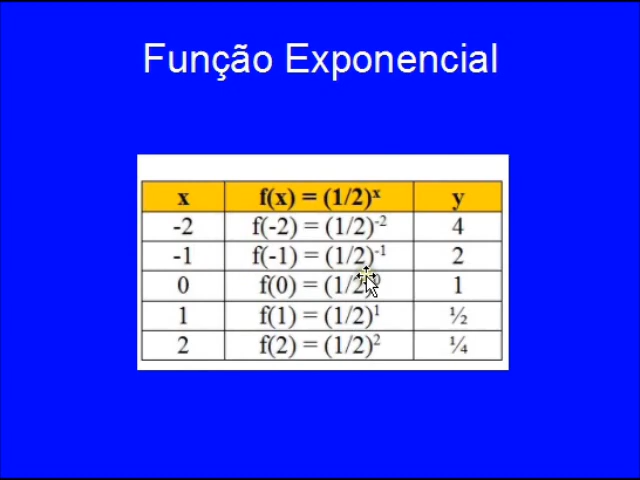 Função Exponencial
x f(x) = (1/2)ˣ y
-2 f(-2) = (1/2)⁻² 4
-1 f(-1) = (1/2)⁻¹ 2
0 f(0) = (1/2)⁰ 1
1 f(1) = (1/2)¹ ½
2 f(2) = (1/2)² ¼